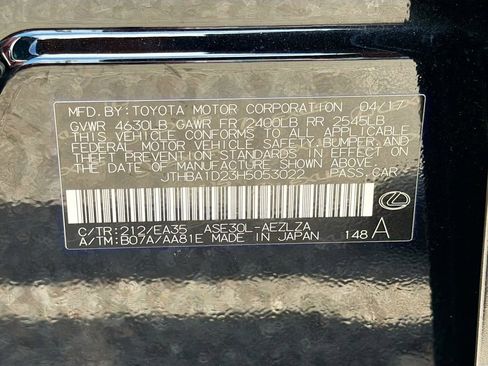 MFD. BY: TOYOTA MOTOR CORPORATION 04/17
GVWR 4630LB GAWR FR 2400LB RR 2545LB
THIS VEHICLE CONFORMS TO ALL APPLICABLE
FEDERAL MOTOR VEHICLE SAFETY, BUMPER, AND
THEFT PREVENTION STANDARDS IN EFFECT ON
THE DATE OF MANUFACTURE SHOWN ABOVE.
JTHBA1D23H5053022 PASS.CAR
C/TR:212/EA35 ASE30L-AEZLZA
A/TM:B07A/AA81E MADE IN JAPAN 148 A